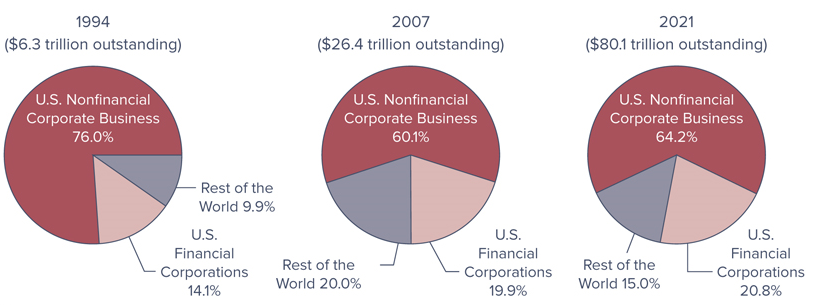 1994
($6.3 trillion outstanding)
U.S. Nonfinancial
Corporate Business
76.0%
Rest of the
World 9.9%
U.S.
Financial
Corporations
14.1%
2007
($26.4 trillion outstanding)
U.S. Nonfinancial
Corporate Business
60.1%
Rest of the
World 20.0%
U.S.
Financial
Corporations
19.9%
2021
($80.1 trillion outstanding)
U.S. Nonfinancial
Corporate Business
64.2%
Rest of the
World 15.0%
U.S.
Financial
Corporations
20.8%